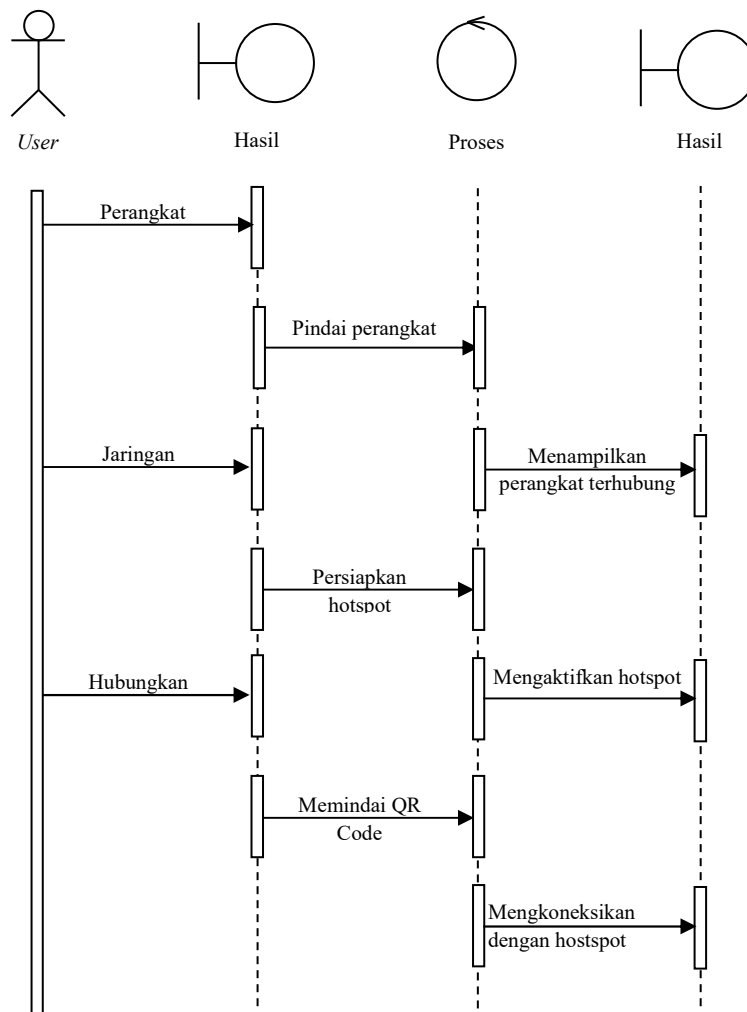 User
Hasil
Proses
Hasil
Perangkat
Pindai perangkat
Jaringan
Menampilkan
perangkat terhubung
Persiapkan
hotspot
Hubungkan
Mengaktifkan hotspot
Memindai QR
Code
Mengkoneksikan
dengan hostspot